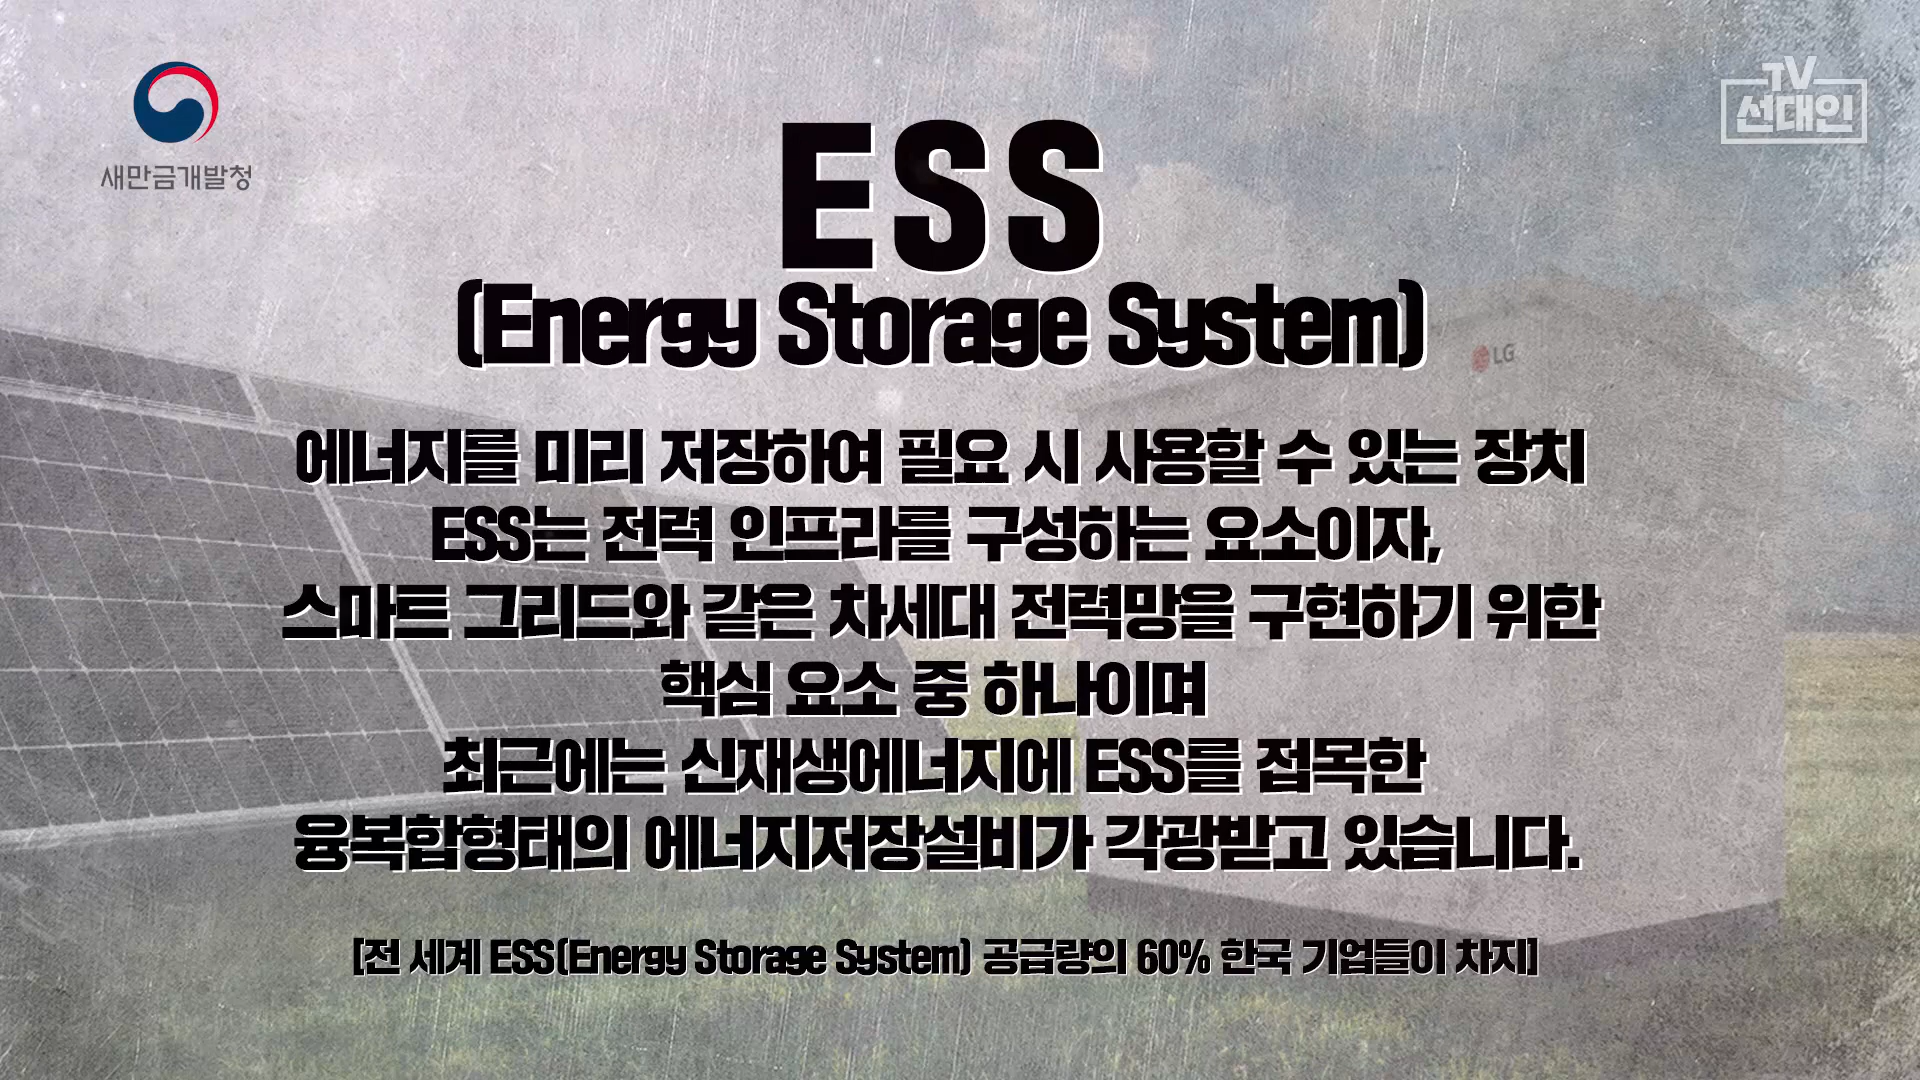 새만금개발청
TV
선대인
ESS
(Energy Storage System)
LG
에너지를 미리 저장하여 필요 시 사용할 수 있는 장치
ESS는 전력 인프라를 구성하는 요소이자,
스마트 그리드와 같은 차세대 전력망을 구현하기 위한
핵심 요소 중 하나이며
최근에는 신재생에너지에 ESS를 접목한
융복합형태의 에너지저장설비가 각광받고 있습니다.
[전 세계 ESS(Energy Storage System) 공급량의 60% 한국 기업들이 차지]